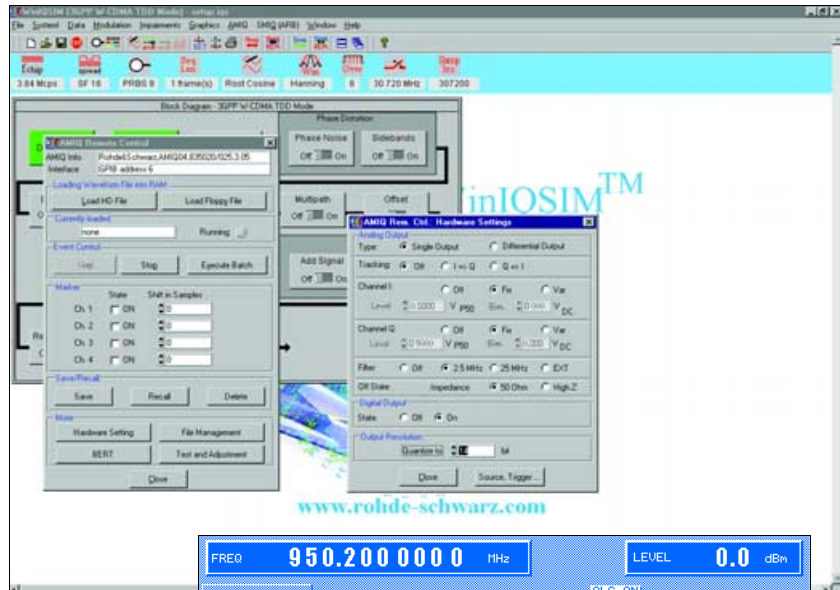 WinIQSIM [3GPP W-CDMA TDD Mode] - setup.iqs
File System Data Modulation Impairments Graphics AMIQ SMIQ (ARB) Window Help
3.84 Mcps SF 16 PRBS 9 1 frame(s) Root Cosine Hanning 8 30.720 MHz 307200
Block Diagram - 3GPP W-CDMA TDD Mode
Phase Distortion
Phase Noise Sidebands
Off On Off On
Multipath Offset
Off On
Add Signal
Off On
AMIQ Remote Control
AMIQ Info Rohde&Schwarz,AMIQ04,835020/025,3.05
Interface GPIB address 6
Loading Waveform File into RAM
Load HD File Load Floppy File
Currently loaded
none Running
Event Control
Stop Execute Batch
Marker
State Shift in Samples
Ch. 1 ON 0
Ch. 2 ON 0
Ch. 3 ON 0
Ch. 4 ON 0
Save/Recall
Save Recall Delete
More
Hardware Setting File Management
BERT Test and Adjustment
Close
inIQSIM™
AMIQ Rem. Ctrl.: Hardware Settings
Analog Output
Type: Single Output Differential Output
Tracking: Off I => Q Q => I
Channel I: Off Fix Var
Level V P50 V DC
Channel Q: Off Fix Var
Level V P50 V DC
Filter Off 2.5 MHz 25 MHz EXT
Off State: Impedance 50 Ohm High Z
Digital Output
State: Off On
Output Resolution
Quantize to 14 bit
Close Source, Trigger ...
www.rohde-schwarz.com
FREQ 950.200 000 0 MHz LEVEL 0.0 dBm